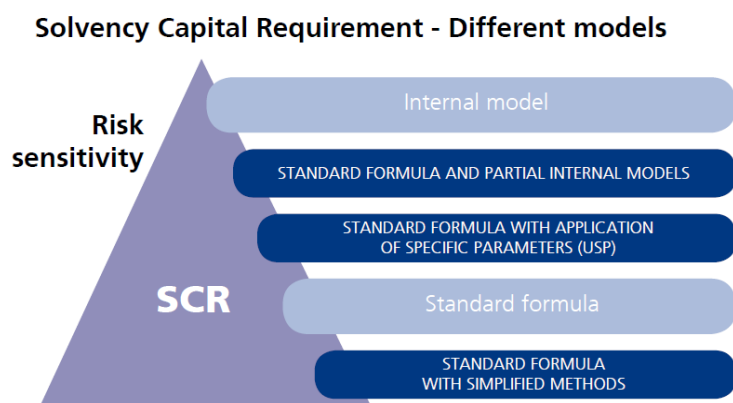 Solvency Capital Requirement - Different models
Risk
sensitivity
Internal model
STANDARD FORMULA AND PARTIAL INTERNAL MODELS
STANDARD FORMULA WITH APPLICATION
OF SPECIFIC PARAMETERS (USP)
SCR
Standard formula
STANDARD FORMULA
WITH SIMPLIFIED METHODS